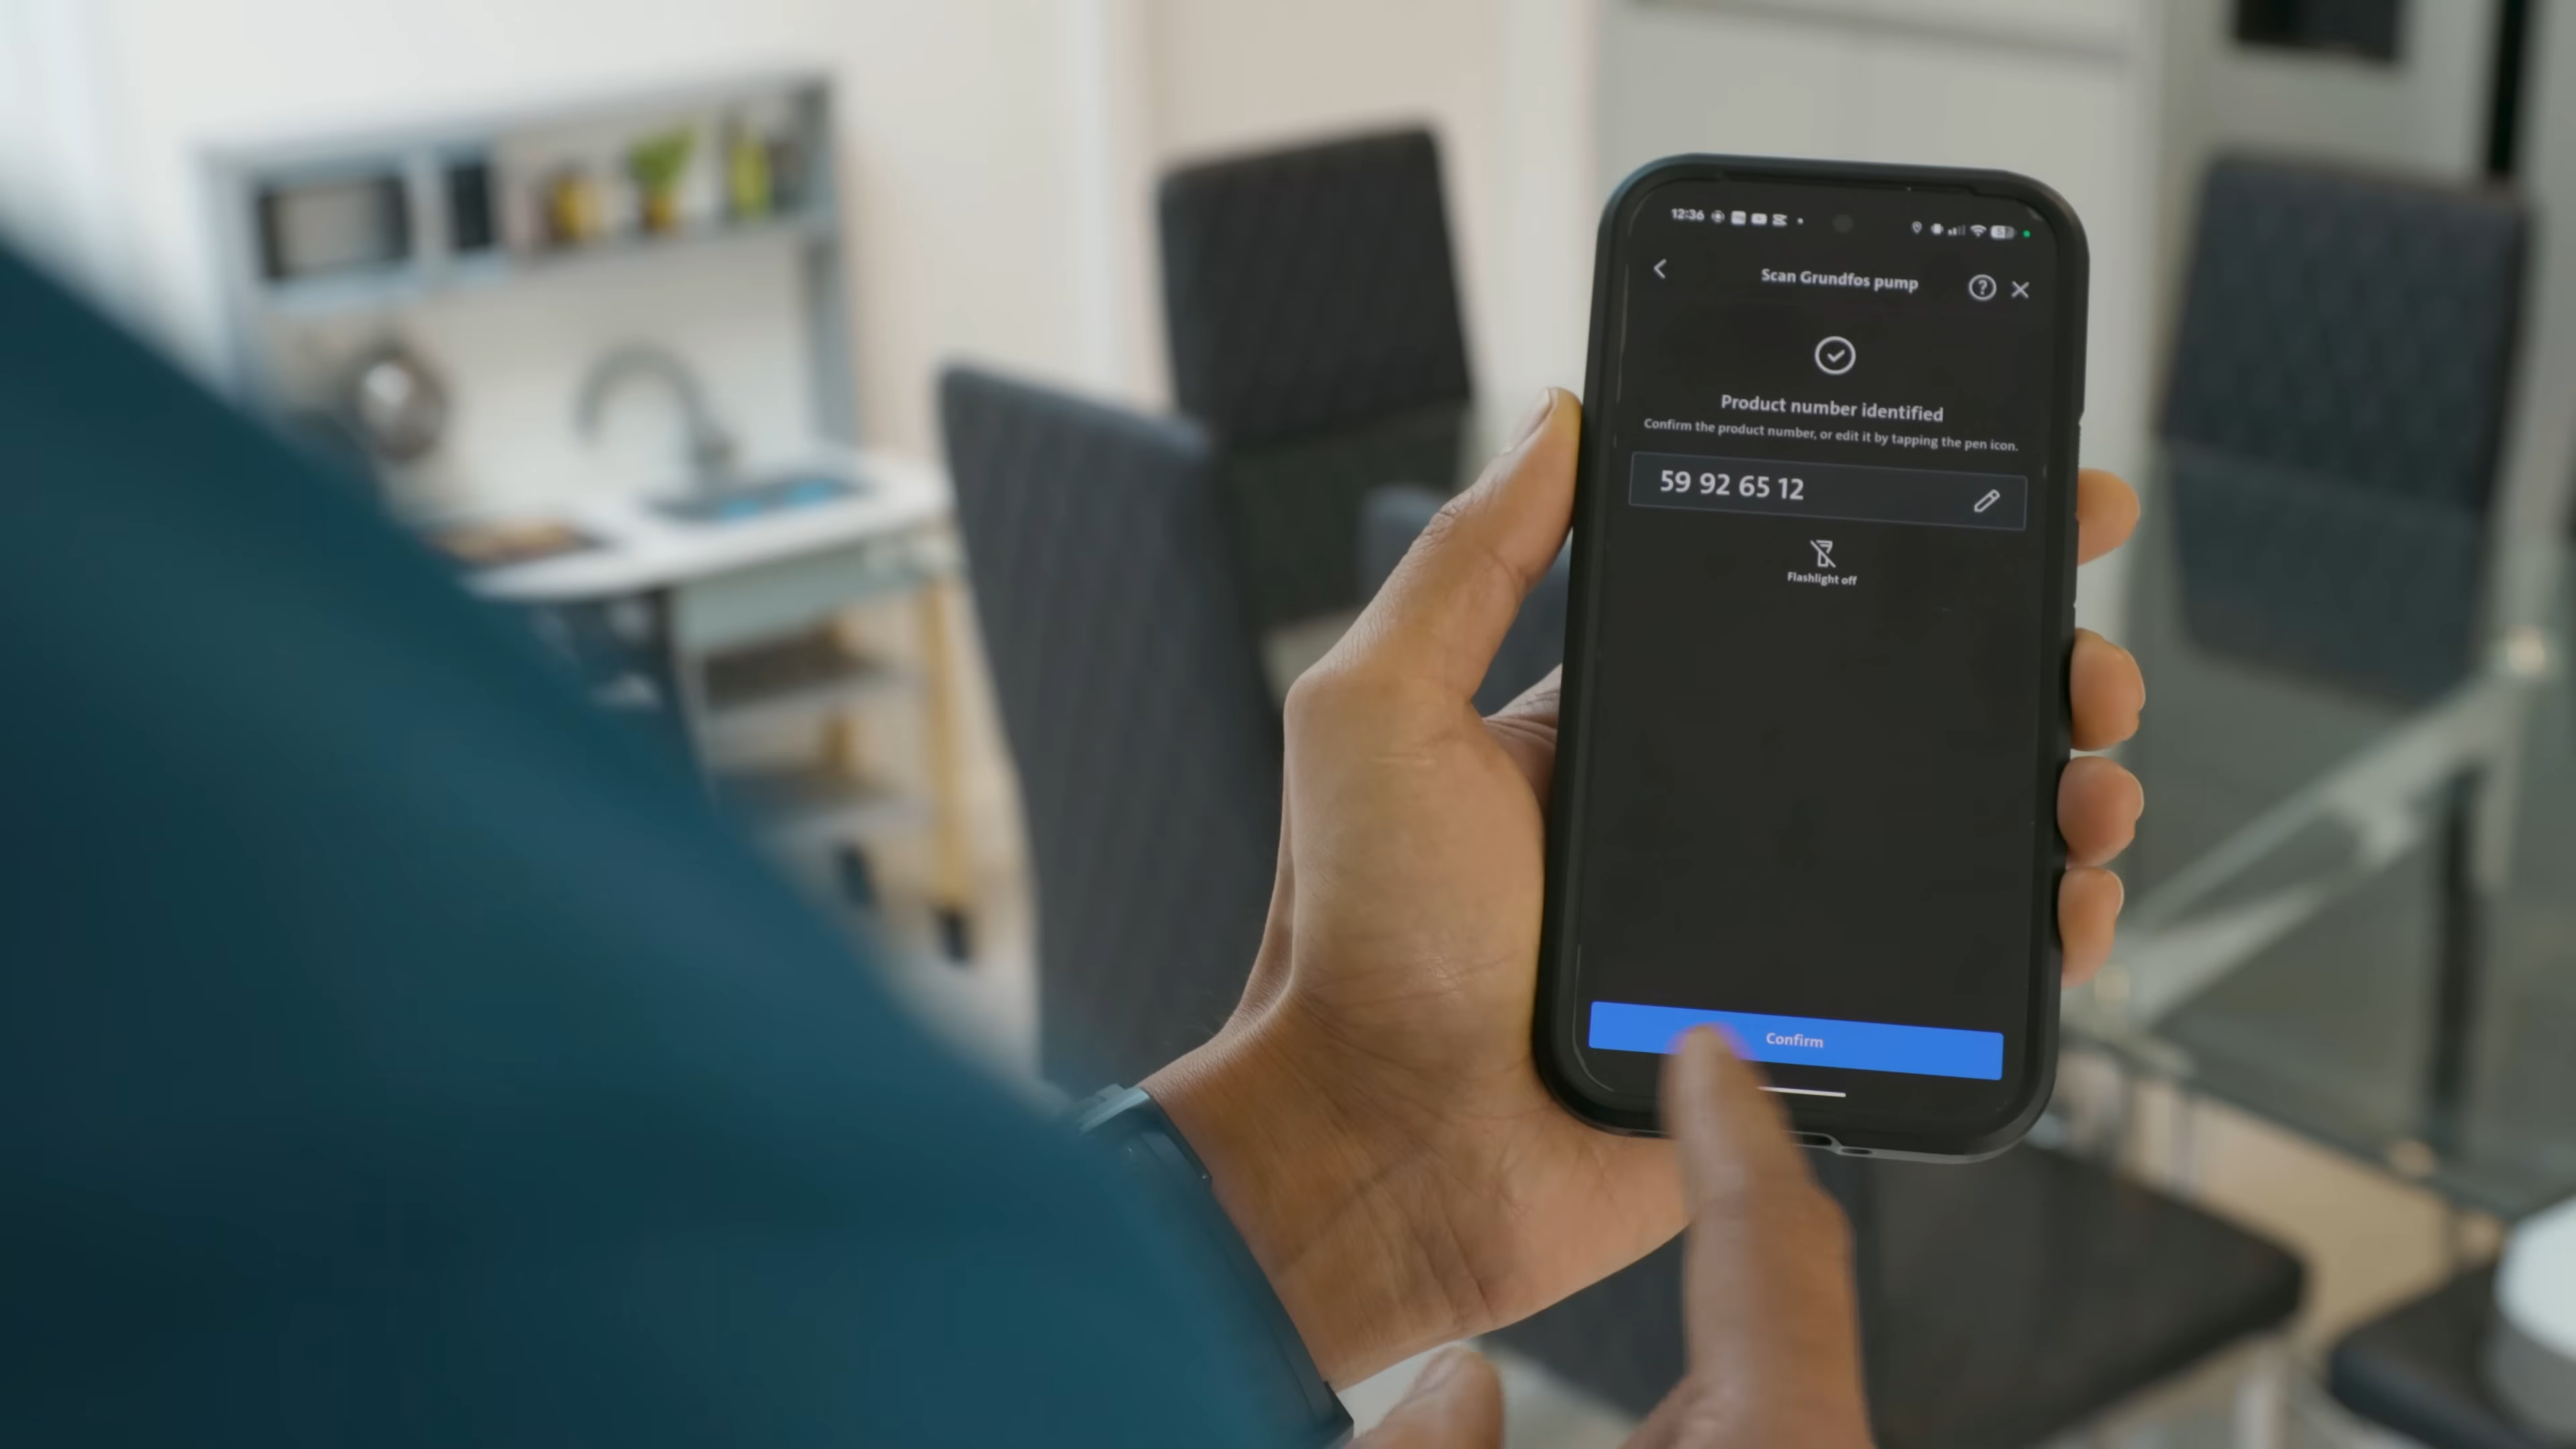 12:36
Scan Grundfos pump
Product number identified
Confirm the product number, or edit it by tapping the pen icon.
59 92 65 12
Flashlight off
Confirm